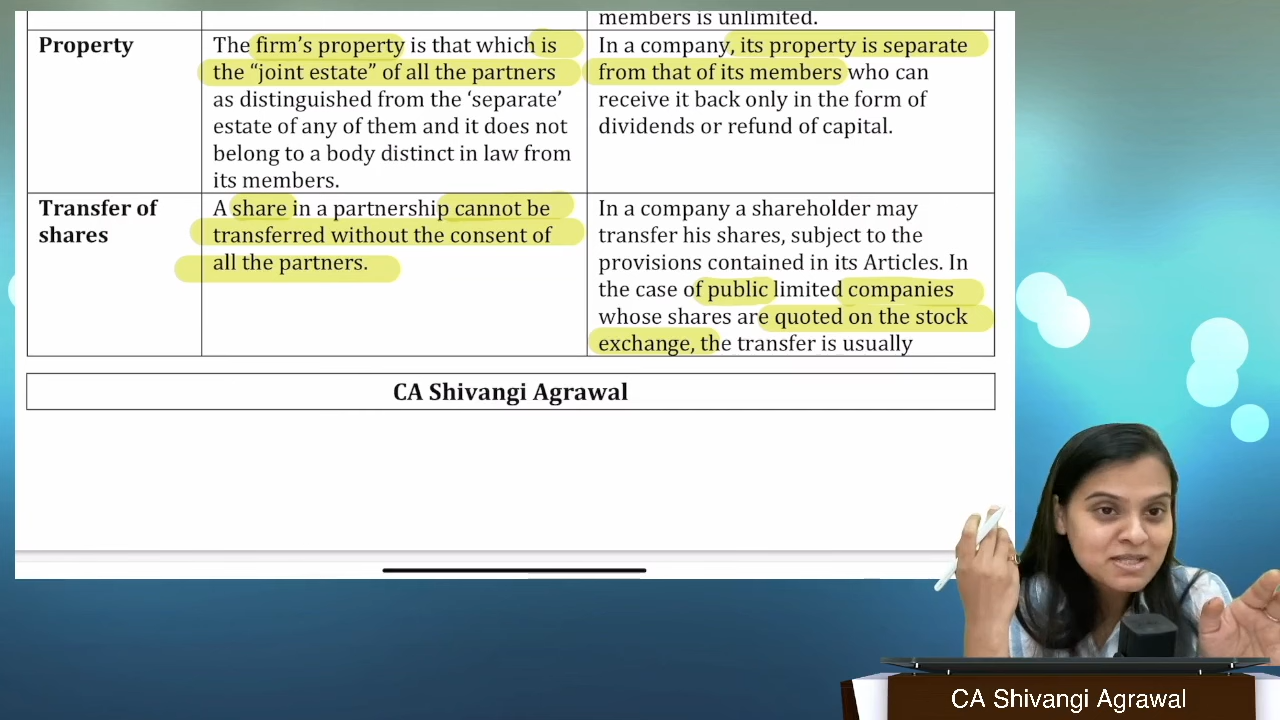 members is unlimited.
Property
The firm’s property is that which is
the “joint estate” of all the partners
as distinguished from the ‘separate’
estate of any of them and it does not
belong to a body distinct in law from
its members.
In a company, its property is separate
from that of its members who can
receive it back only in the form of
dividends or refund of capital.
Transfer of
shares
A share in a partnership cannot be
transferred without the consent of
all the partners.
In a company a shareholder may
transfer his shares, subject to the
provisions contained in its Articles. In
the case of public limited companies
whose shares are quoted on the stock
exchange, the transfer is usually
CA Shivangi Agrawal
CA Shivangi Agrawal